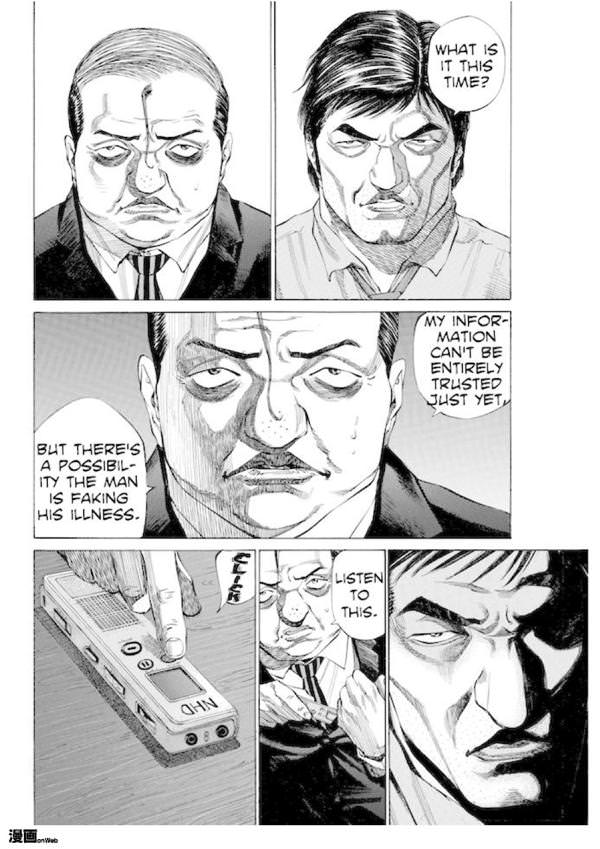 WHAT IS
IT THIS
TIME?
MY INFOR-
MATION
CAN'T BE
ENTIRELY
TRUSTED
JUST YET,
BUT THERE'S
A POSSIBIL-
ITY THE MAN
IS FAKING
HIS ILLNESS.
LISTEN
TO
THIS.
CLICK
NHD
漫画onWeb